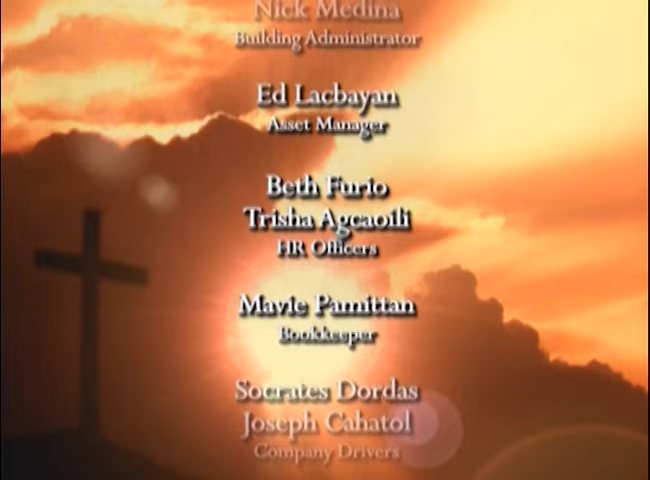 Nick Medina
Building Administrator
Ed Lacbayan
Asset Manager
Beth Furio
Trisha Agcaoili
HR Officers
Mavie Pamittan
Bookkeeper
Socrates Dordas
Joseph Cahatol
Company Drivers